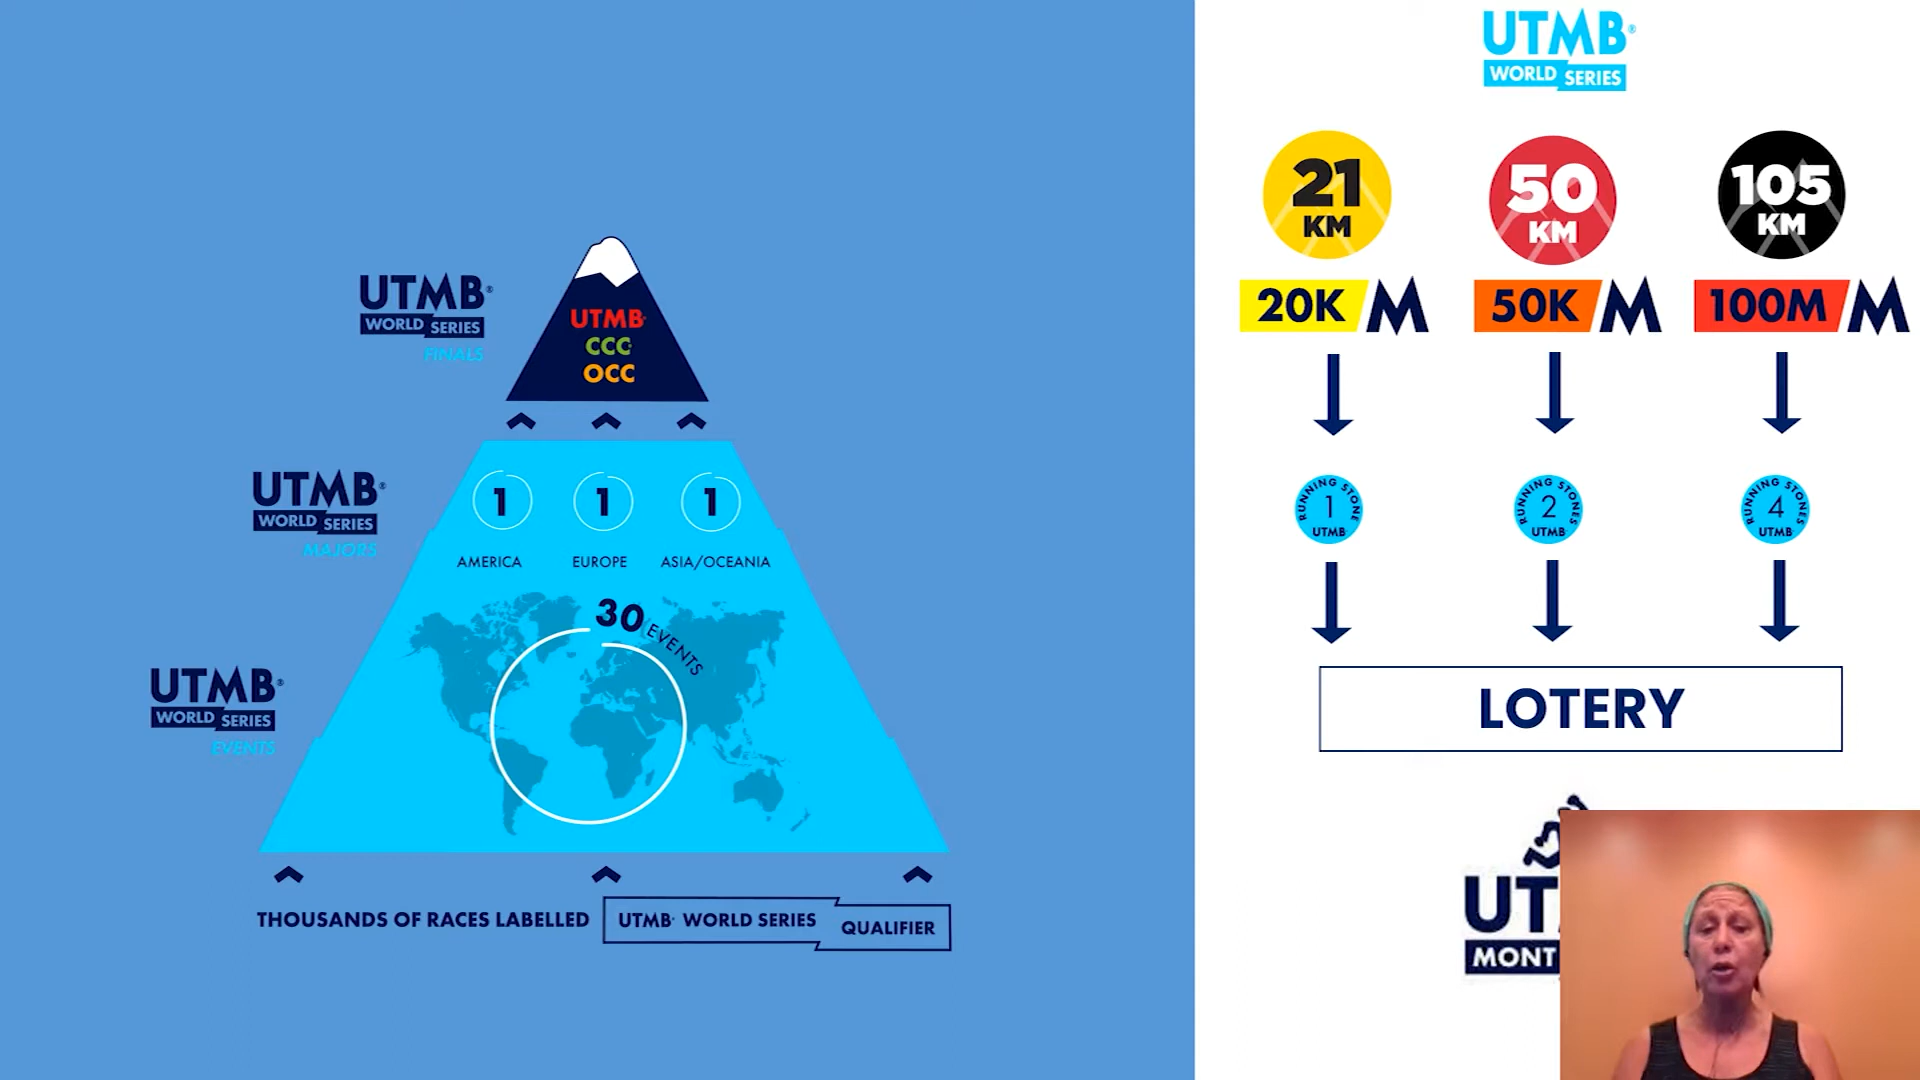 UTMB®
WORLD SERIES
FINALS
UTMB
CCC
OCC
UTMB®
WORLD SERIES
MAJORS
1
1
1
AMERICA
EUROPE
ASIA/OCEANIA
30 EVENTS
UTMB®
WORLD SERIES
EVENTS
THOUSANDS OF RACES LABELLED
UTMB® WORLD SERIES QUALIFIER
UTMB®
WORLD SERIES
21
KM
50
KM
105
KM
20K M
50K M
100M M
RUNNING STONE
1
UTMB
RUNNING STONES
2
UTMB
RUNNING STONES
4
UTMB
LOTERY
UT
MONT